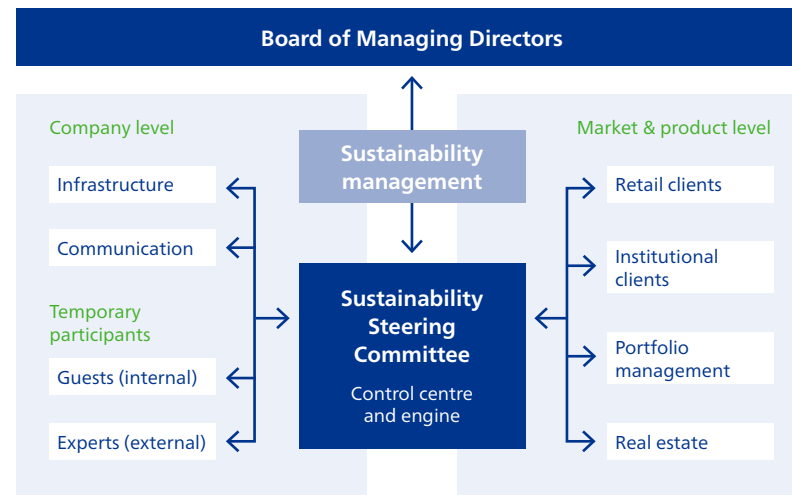 Board of Managing Directors
Company level
Infrastructure
Communication
Temporary
participants
Guests (internal)
Experts (external)
Sustainability
management
Sustainability
Steering
Committee
Control centre
and engine
Market & product level
Retail clients
Institutional
clients
Portfolio
management
Real estate